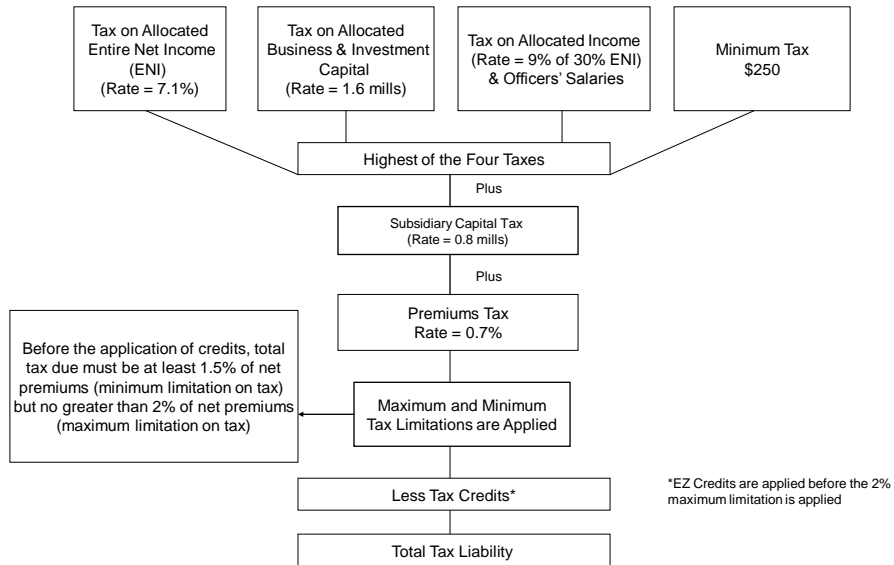 Tax on Allocated
Entire Net Income
(ENI)
(Rate = 7.1%)
Tax on Allocated
Business & Investment
Capital
(Rate = 1.6 mills)
Tax on Allocated Income
(Rate = 9% of 30% ENI)
& Officers' Salaries
Minimum Tax
$250
Highest of the Four Taxes
Plus
Subsidiary Capital Tax
(Rate = 0.8 mills)
Plus
Premiums Tax
Rate = 0.7%
Before the application of credits, total
tax due must be at least 1.5% of net
premiums (minimum limitation on tax)
but no greater than 2% of net premiums
(maximum limitation on tax)
Maximum and Minimum
Tax Limitations are Applied
Less Tax Credits*
*EZ Credits are applied before the 2%
maximum limitation is applied
Total Tax Liability